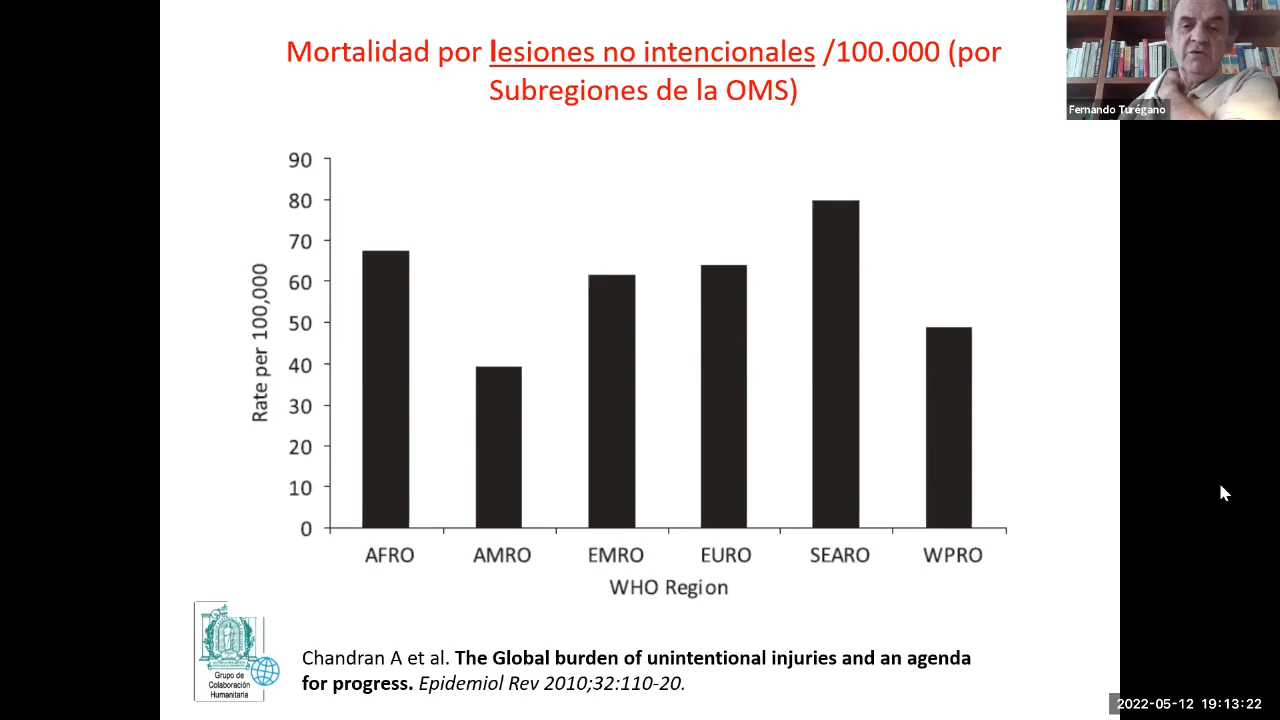 Mortalidad por lesiones no intencionales /100.000 (por
Subregiones de la OMS)
Fernando Turégano
90
80
70
60
50
40
30
20
10
0
Rate per 100,000
AFRO AMRO EMRO EURO SEARO WPRO
WHO Region
Grupo de
Colaboración
Humanitaria
Chandran A et al. The Global burden of unintentional injuries and an agenda
for progress. Epidemiol Rev 2010;32:110-20.
2022-05-12 19:13:22